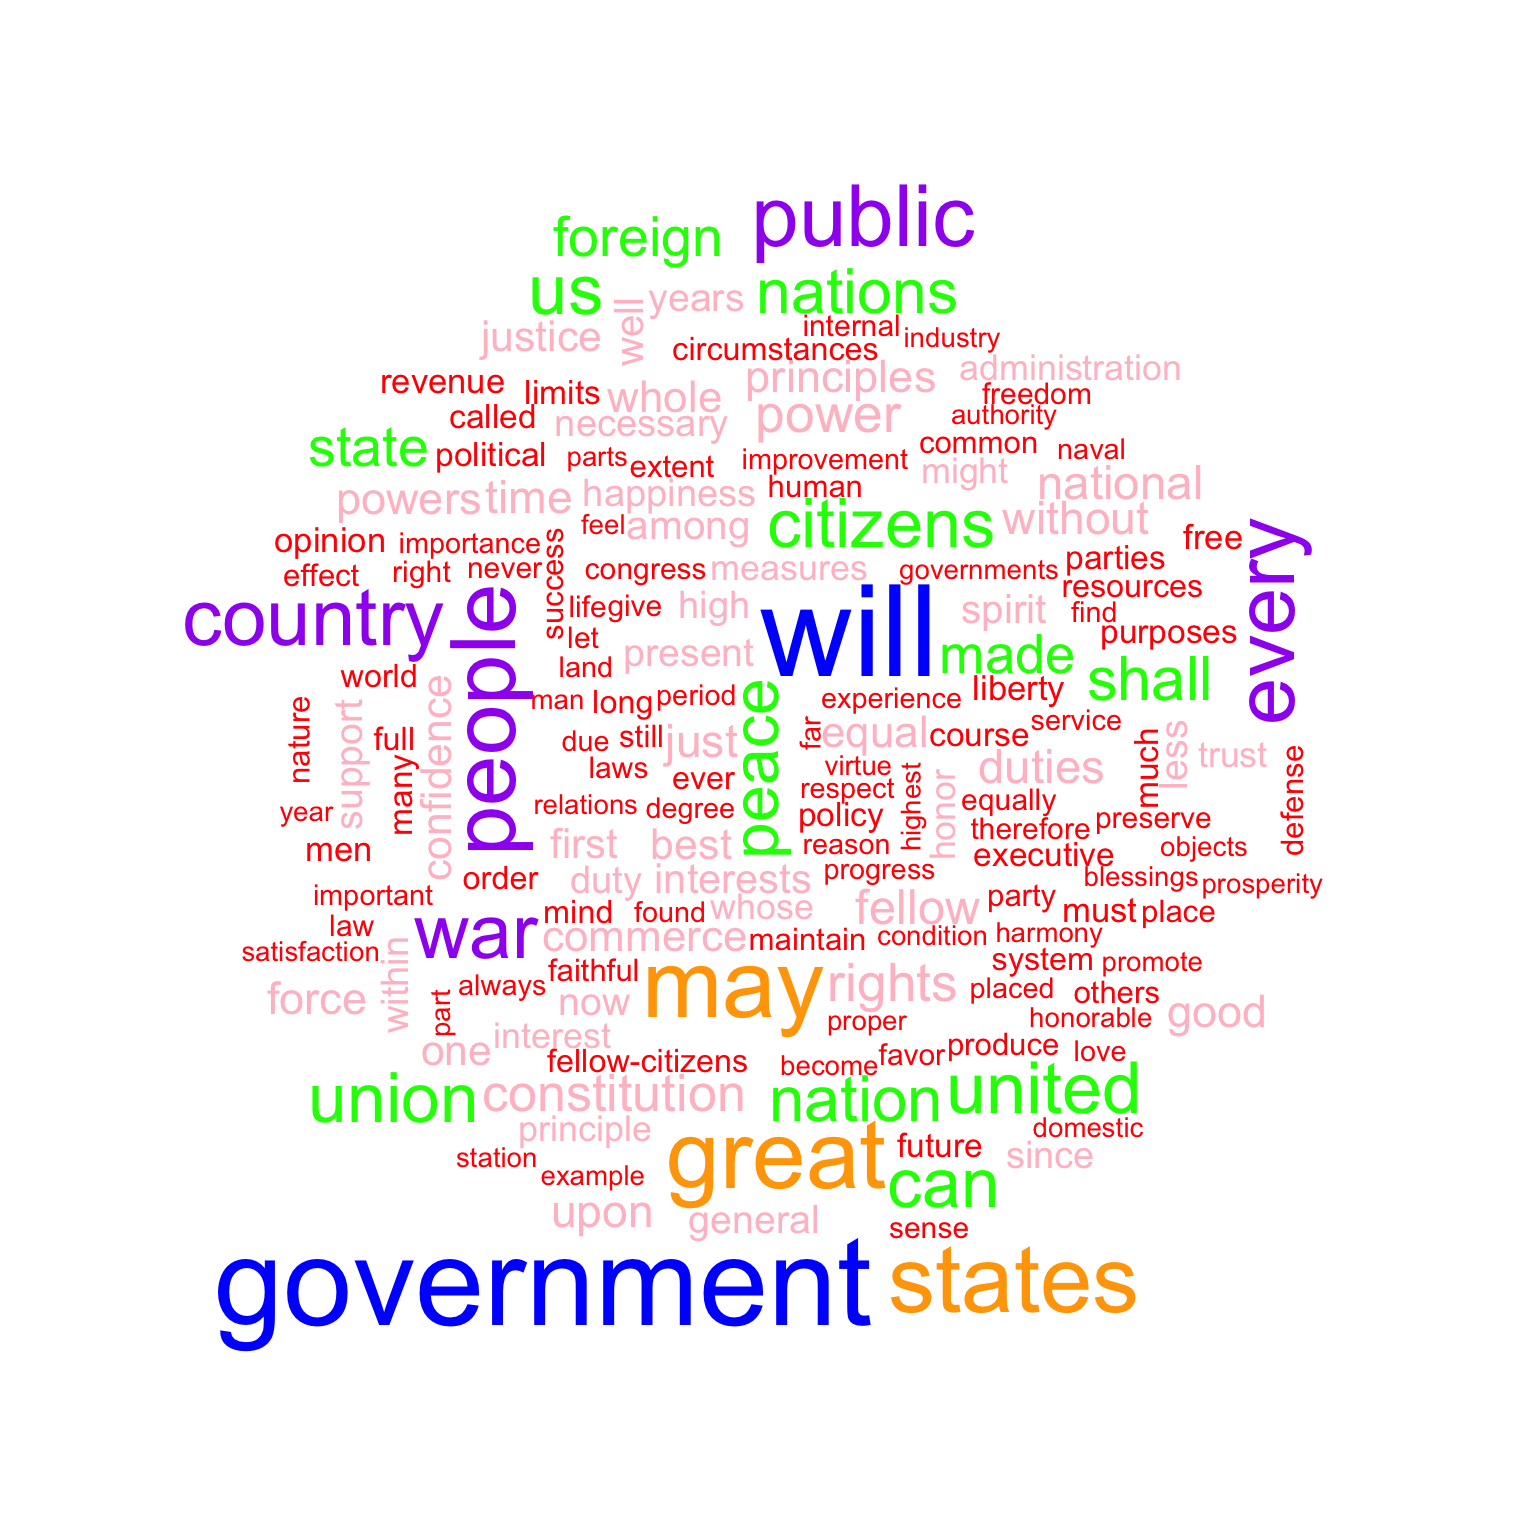 public
foreign
us
nations
years
well
justice
internal
industry
circumstances
principles
administration
revenue
limits
whole
freedom
called
necessary
power
authority
state
political
parts
extent
improvement
common
naval
might
human
national
powers
time
happiness
feel
among
citizens
without
free
every
opinion
importance
success
parties
effect
right
never
congress
measures
governments
resources
country
people
life
give
high
will
spirit
find
purposes
let
present
made
shall
land
world
confidence
man
long
period
peace
experience
liberty
nature
support
full
many
due
still
just
far
equal
course
service
much
less
trust
defense
laws
ever
virtue
duties
year
relations
degree
respect
highest
honor
equally
policy
therefore
preserve
men
first
best
reason
executive
objects
order
duty
interests
progress
blessings
prosperity
important
mind
found
whose
fellow
party
must
place
law
war
commerce
maintain
condition
harmony
satisfaction
within
faithful
may
rights
system
promote
always
part
force
now
placed
others
good
one
interest
proper
honorable
fellow-citizens
become
favor
produce
love
union
constitution
nation
united
principle
great
future
domestic
since
station
example
can
upon
general
sense
government
states